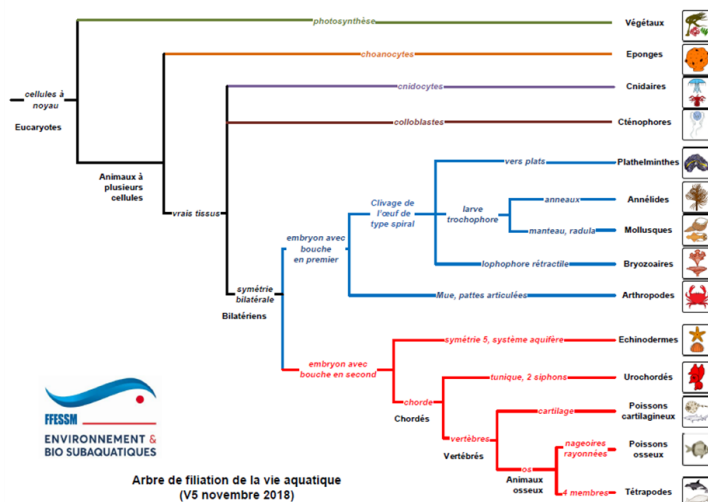 photosynthèse
Végétaux
choanocytes
Eponges
cnidocytes
Cnidaires
cellules à
noyau
Eucaryotes
colloblastes
Cténophores
vers plats
Plathelminthes
Animaux à
plusieurs
cellules
vrais tissus
Clivage de
l'œuf de
type spiral
larve
trochophore
anneaux
Annélides
manteau, radula
Mollusques
embryon avec
bouche
en premier
lophophore rétractile
Bryozoaires
symétrie
bilatérale
Bilatériens
Mue, pattes articulées
Arthropodes
symétrie 5, système aquifère
Echinodermes
embryon avec
bouche en second
tunique, 2 siphons
Urochordés
chorde
Chordés
cartilage
Poissons
cartilagineux
vertèbres
Vertébrés
nageoires
rayonnées
Poissons
osseux
os
Animaux
osseux
4 membres
Tétrapodes
FFESSM
ENVIRONNEMENT &
BIO SUBAQUATIQUES
Arbre de filiation de la vie aquatique
(V5 novembre 2018)